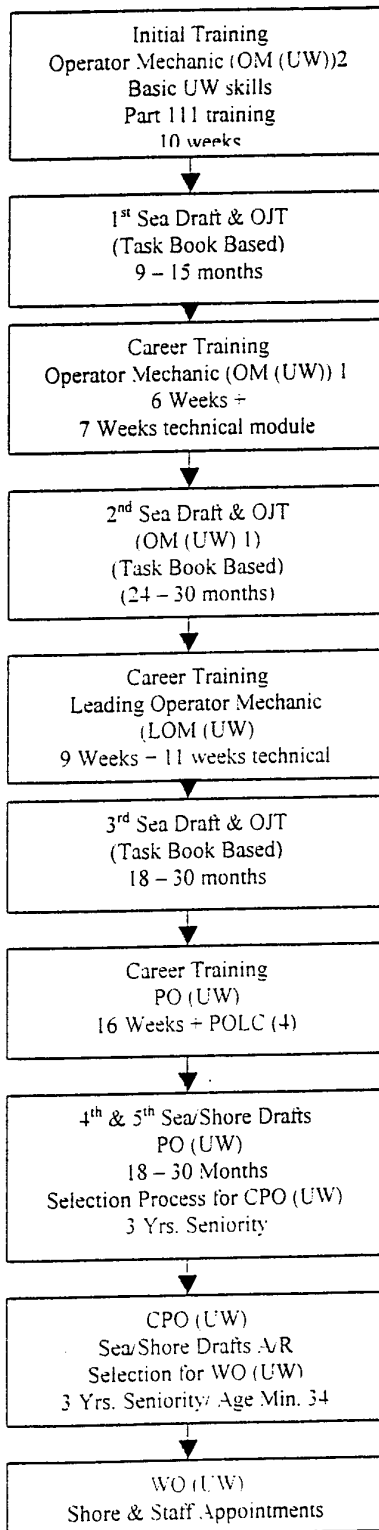 Initial Training
Operator Mechanic (OM (UW))2
Basic UW skills
Part 111 training
10 weeks
1st Sea Draft & OJT
(Task Book Based)
9 – 15 months
Career Training
Operator Mechanic (OM (UW)) 1
6 Weeks +
7 Weeks technical module
2nd Sea Draft & OJT
(OM (UW) 1)
(Task Book Based)
(24 – 30 months)
Career Training
Leading Operator Mechanic
(LOM (UW)
9 Weeks – 11 weeks technical
3rd Sea Draft & OJT
(Task Book Based)
18 – 30 months
Career Training
PO (UW)
16 Weeks + POLC (4)
4th & 5th Sea/Shore Drafts
PO (UW)
18 – 30 Months
Selection Process for CPO (UW)
3 Yrs. Seniority
CPO (UW)
Sea/Shore Drafts A/R
Selection for WO (UW)
3 Yrs. Seniority/ Age Min. 34
WO (UW)
Shore & Staff Appointments